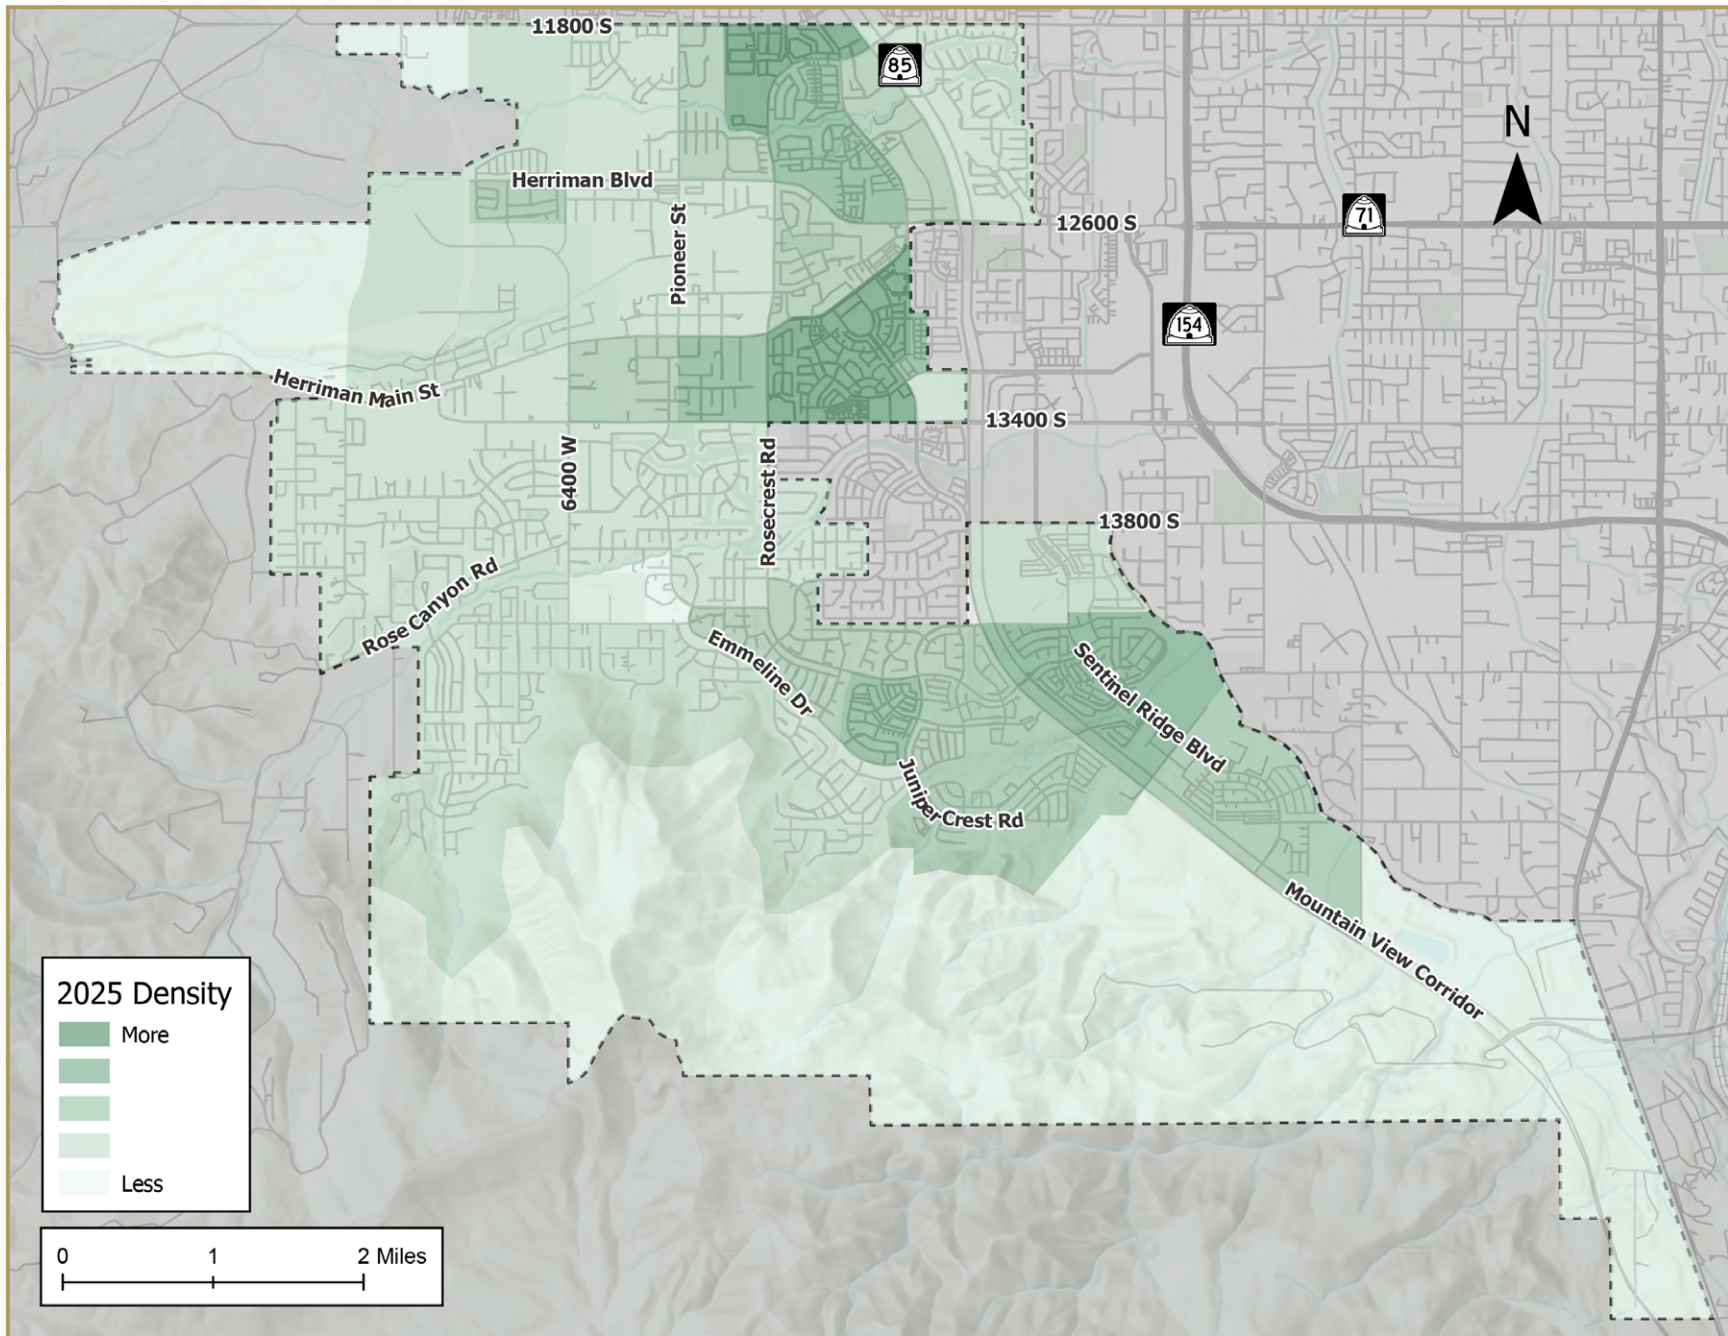 11800 S
85
N
Herriman Blvd
71
12600 S
Pioneer St
154
Herriman Main St
13400 S
6400 W
Rosecrest Rd
13800 S
Rose Canyon Rd
Emmeline Dr
Sentinel Ridge Blvd
Juniper Crest Rd
Mountain View Corridor
2025 Density
More
Less
0 1 2 Miles